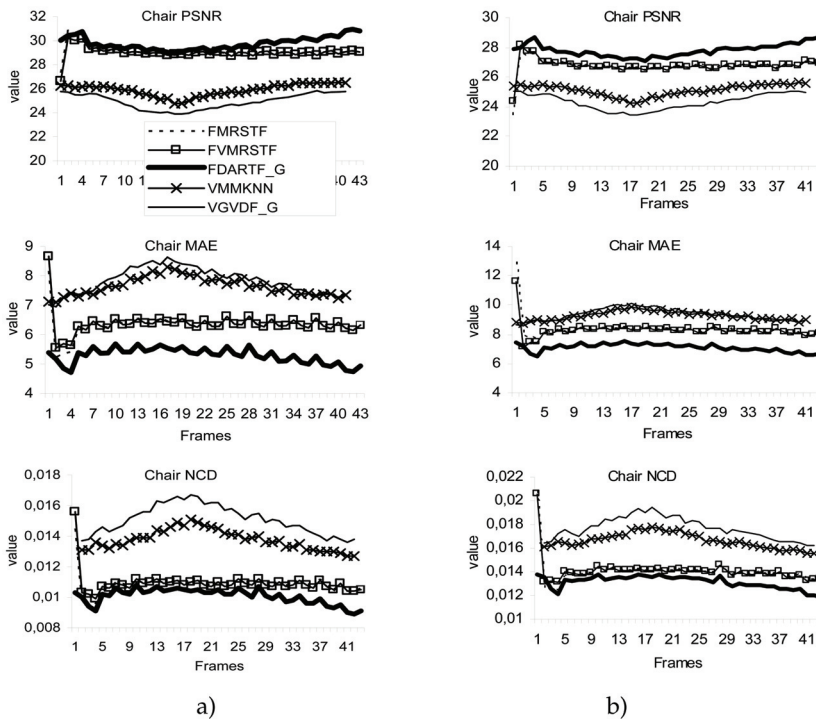 Chair PSNR
value
32
30
28
26
24
22
20
1 4 7 10 1 40 43
FMRSTF
FVMRSTF
FDARTF_G
VMMKNN
VGVDF_G
Chair MAE
value
9
8
7
6
5
4
1 4 7 10 13 16 19 22 25 28 31 34 37 40 43
Frames
Chair NCD
value
0,018
0,016
0,014
0,012
0,01
0,008
1 5 9 13 17 21 25 29 33 37 41
Frames
a)
Chair PSNR
value
30
28
26
24
22
20
1 5 9 13 17 21 25 29 33 37 41
Frames
Chair MAE
value
14
12
10
8
6
4
1 5 9 13 17 21 25 29 33 37 41
Frames
Chair NCD
value
0,022
0,02
0,018
0,016
0,014
0,012
0,01
1 5 9 13 17 21 25 29 33 37 41
Frames
b)